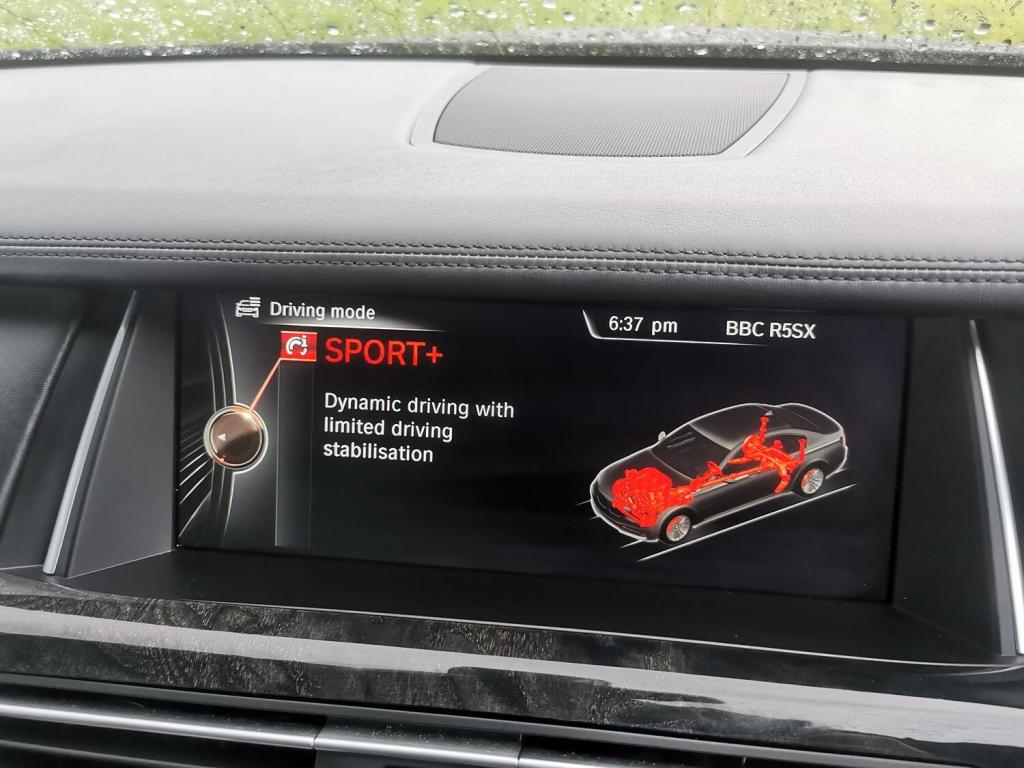 Driving mode
6:37 pm
BBC R5SX
SPORT+
Dynamic driving with
limited driving
stabilisation